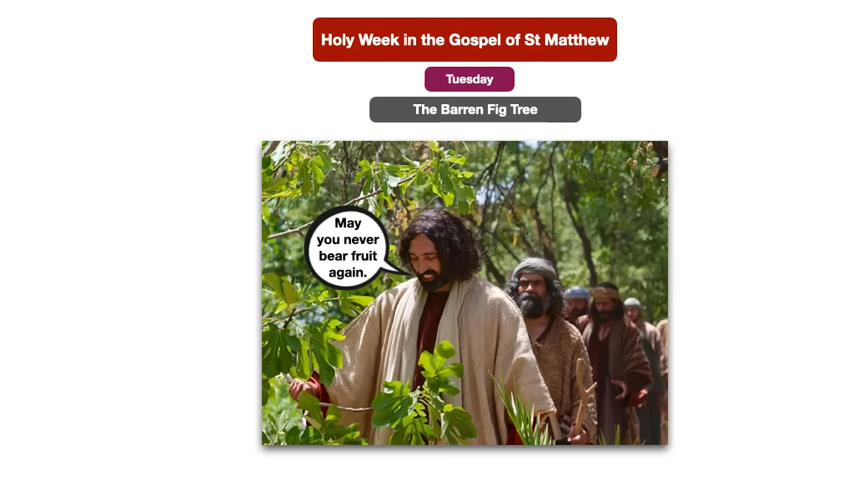 Holy Week in the Gospel of St Matthew
Tuesday
The Barren Fig Tree
May
you never
bear fruit
again.